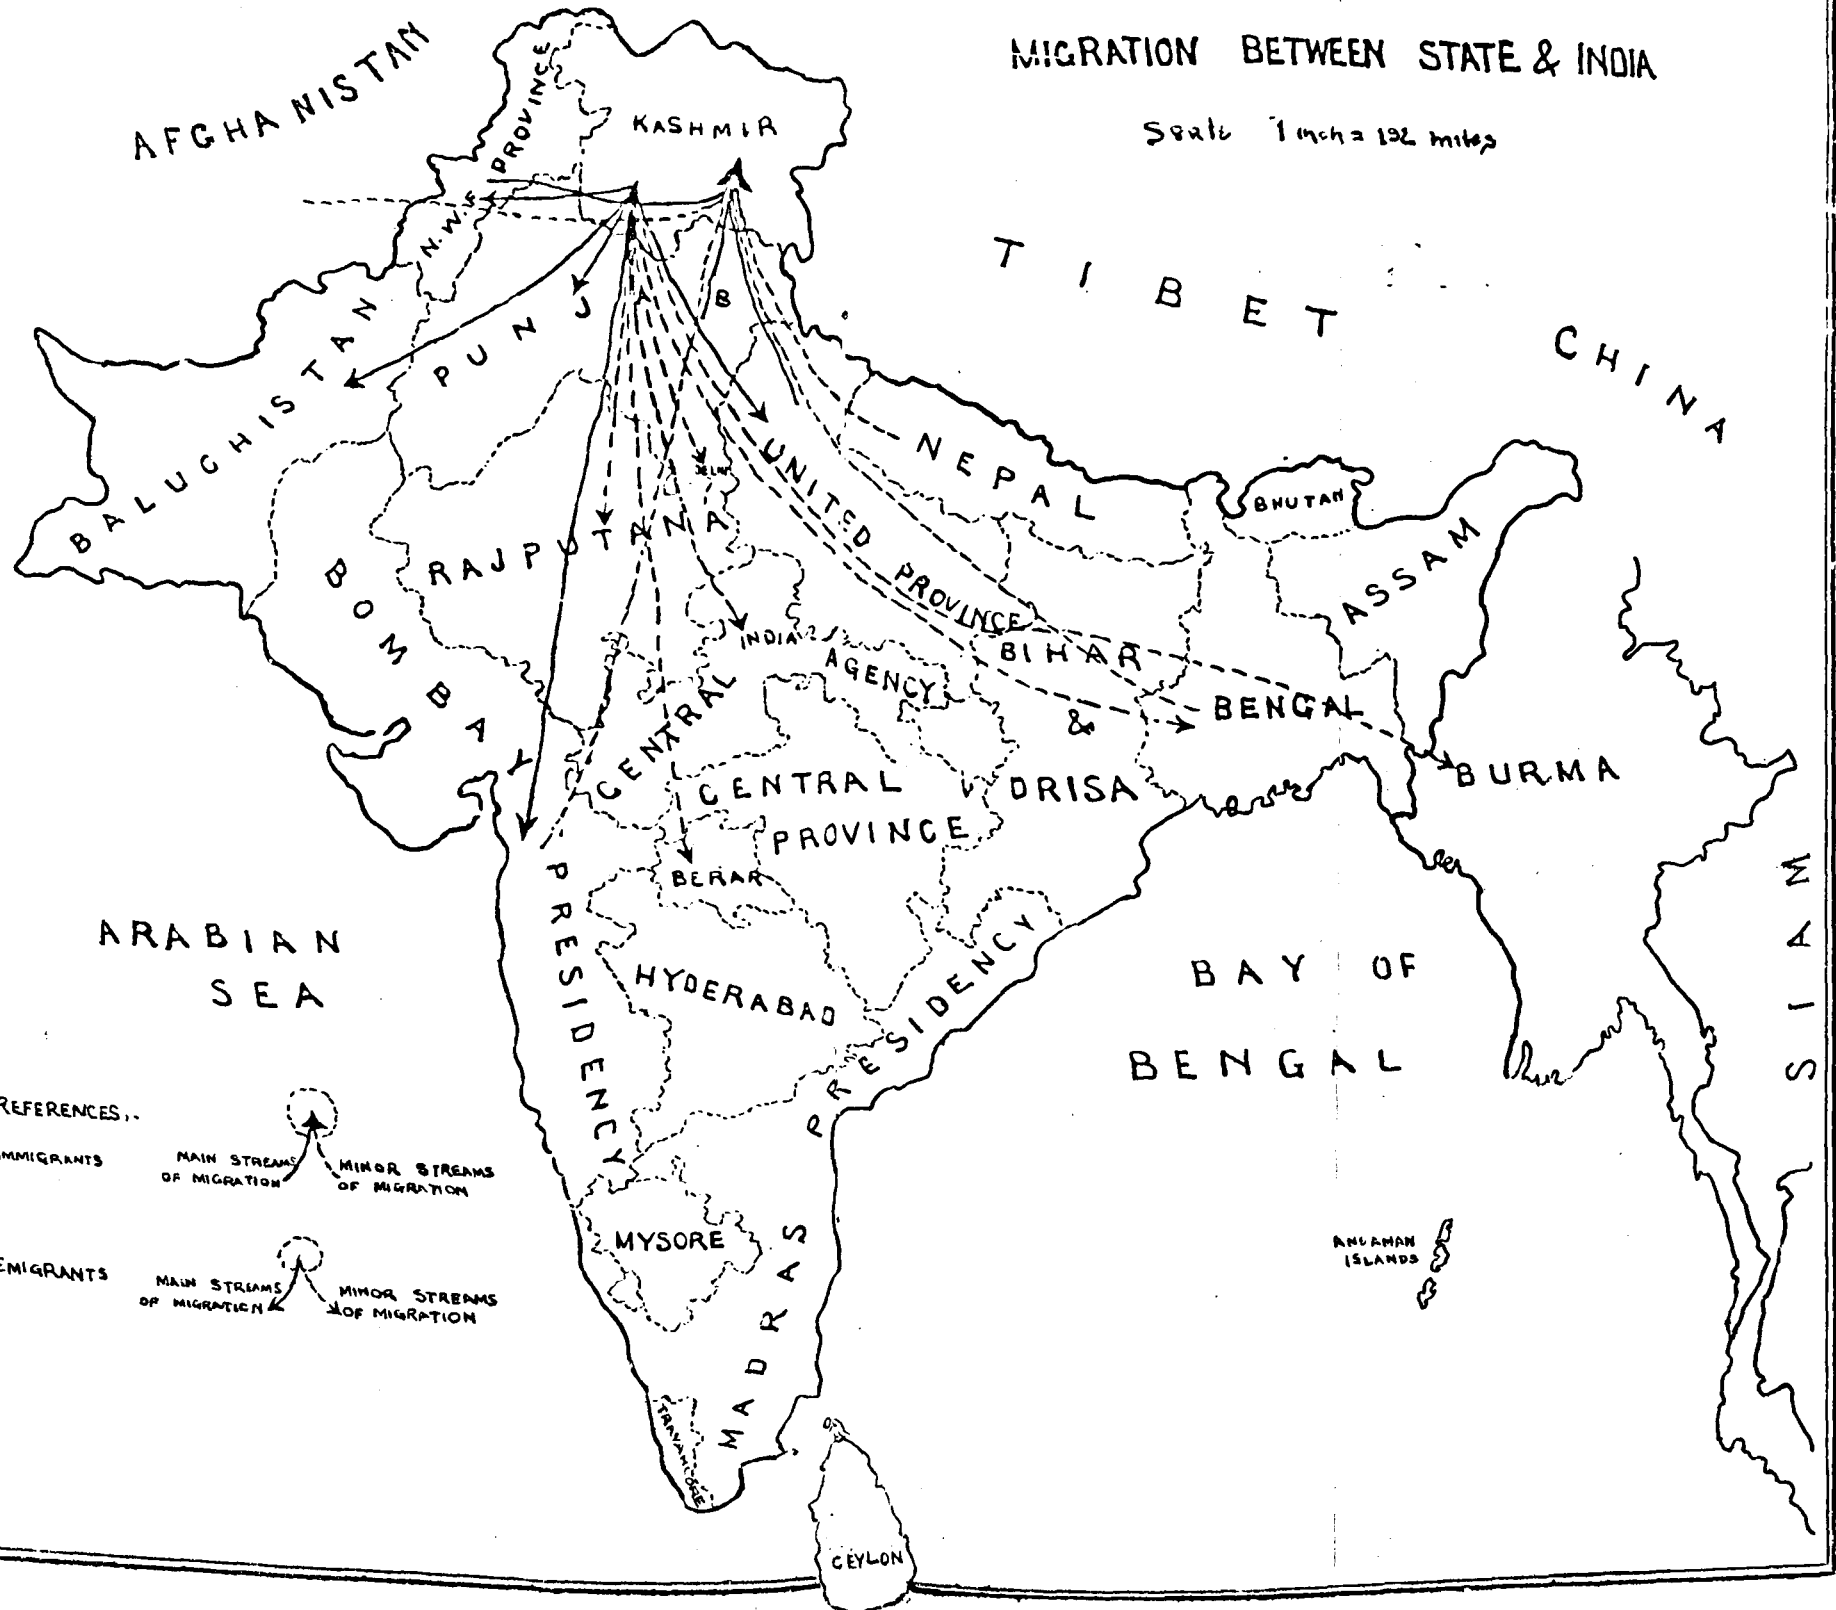 MIGRATION BETWEEN STATE & INDIA
Scale 1 inch = 192 miles
AFGHANISTAN
N.W.F. PROVINCE
KASHMIR
TIBET
CHINA
PUNJAB
BALUCHISTAN
NEPAL
BHUTAN
ASSAM
UNITED PROVINCE
RAJPUTANA
BOMBAY PRESIDENCY
CENTRAL INDIA AGENCY
BIHAR & ORISA
BENGAL
BURMA
CENTRAL
PROVINCE
BERAR
SIAM
HYDERABAD
ARABIAN
SEA
BAY OF
BENGAL
MADRAS PRESIDENCY
MYSORE
TRAVANCORE
CEYLON
ANDAMAN
ISLANDS
REFERENCES..
MMIGRANTS
MAIN STREAMS
OF MIGRATION
MINOR STREAMS
OF MIGRATION
EMIGRANTS
MAIN STREAMS
OF MIGRATION
MINOR STREAMS
OF MIGRATION